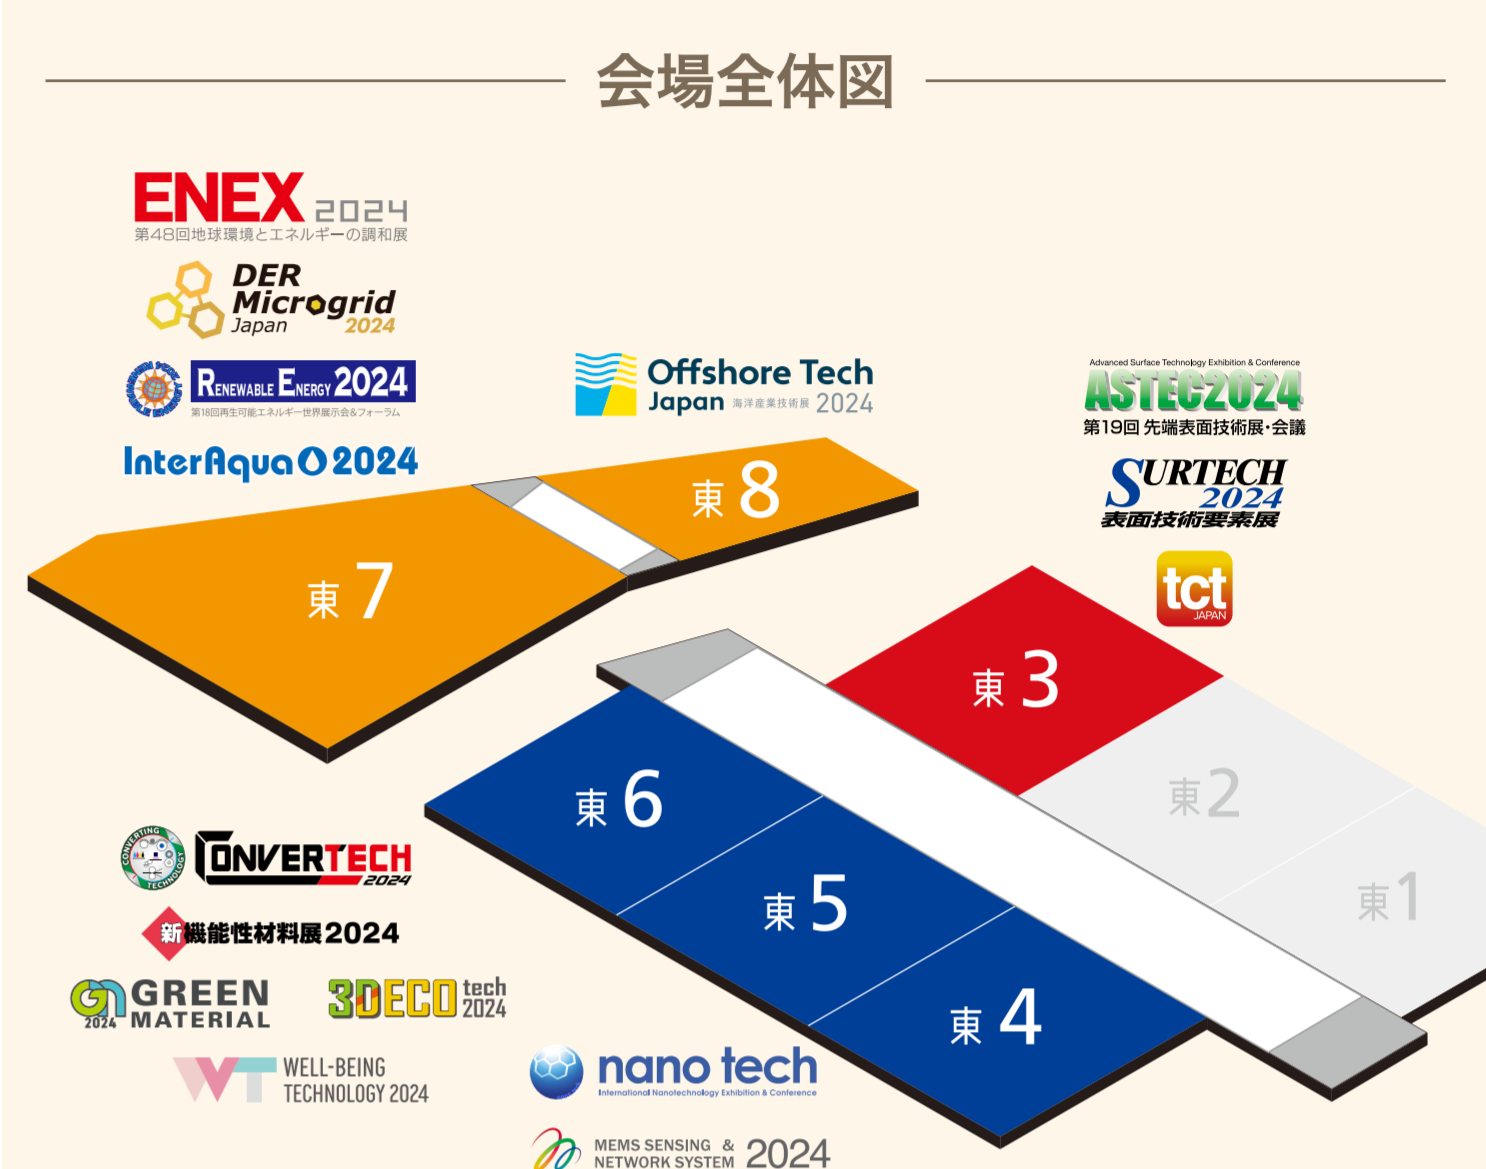 会場全体図
ENEX 2024
第48回地球環境とエネルギーの調和展
DER
Microgrid
Japan 2024
RENEWABLE ENERGY 2024
第18回再生可能エネルギー世界展示会&フォーラム
InterAqua 2024
Offshore Tech
Japan 海洋産業技術展 2024
Advanced Surface Technology Exhibition & Conference
ASTEC2024
第19回 先端表面技術展・会議
SURTECH
2024
表面技術要素展
tct
JAPAN
東 8
東 7
東 3
東 2
東 1
東 6
東 5
東 4
CONVERTING
TECHNOLOGY
CONVERTECH
2024
新機能性材料展2024
GREEN
2024 MATERIAL
3DECO tech
2024
WT WELL-BEING
TECHNOLOGY 2024
nano tech
International Nanotechnology Exhibition & Conference
MEMS SENSING &
NETWORK SYSTEM 2024